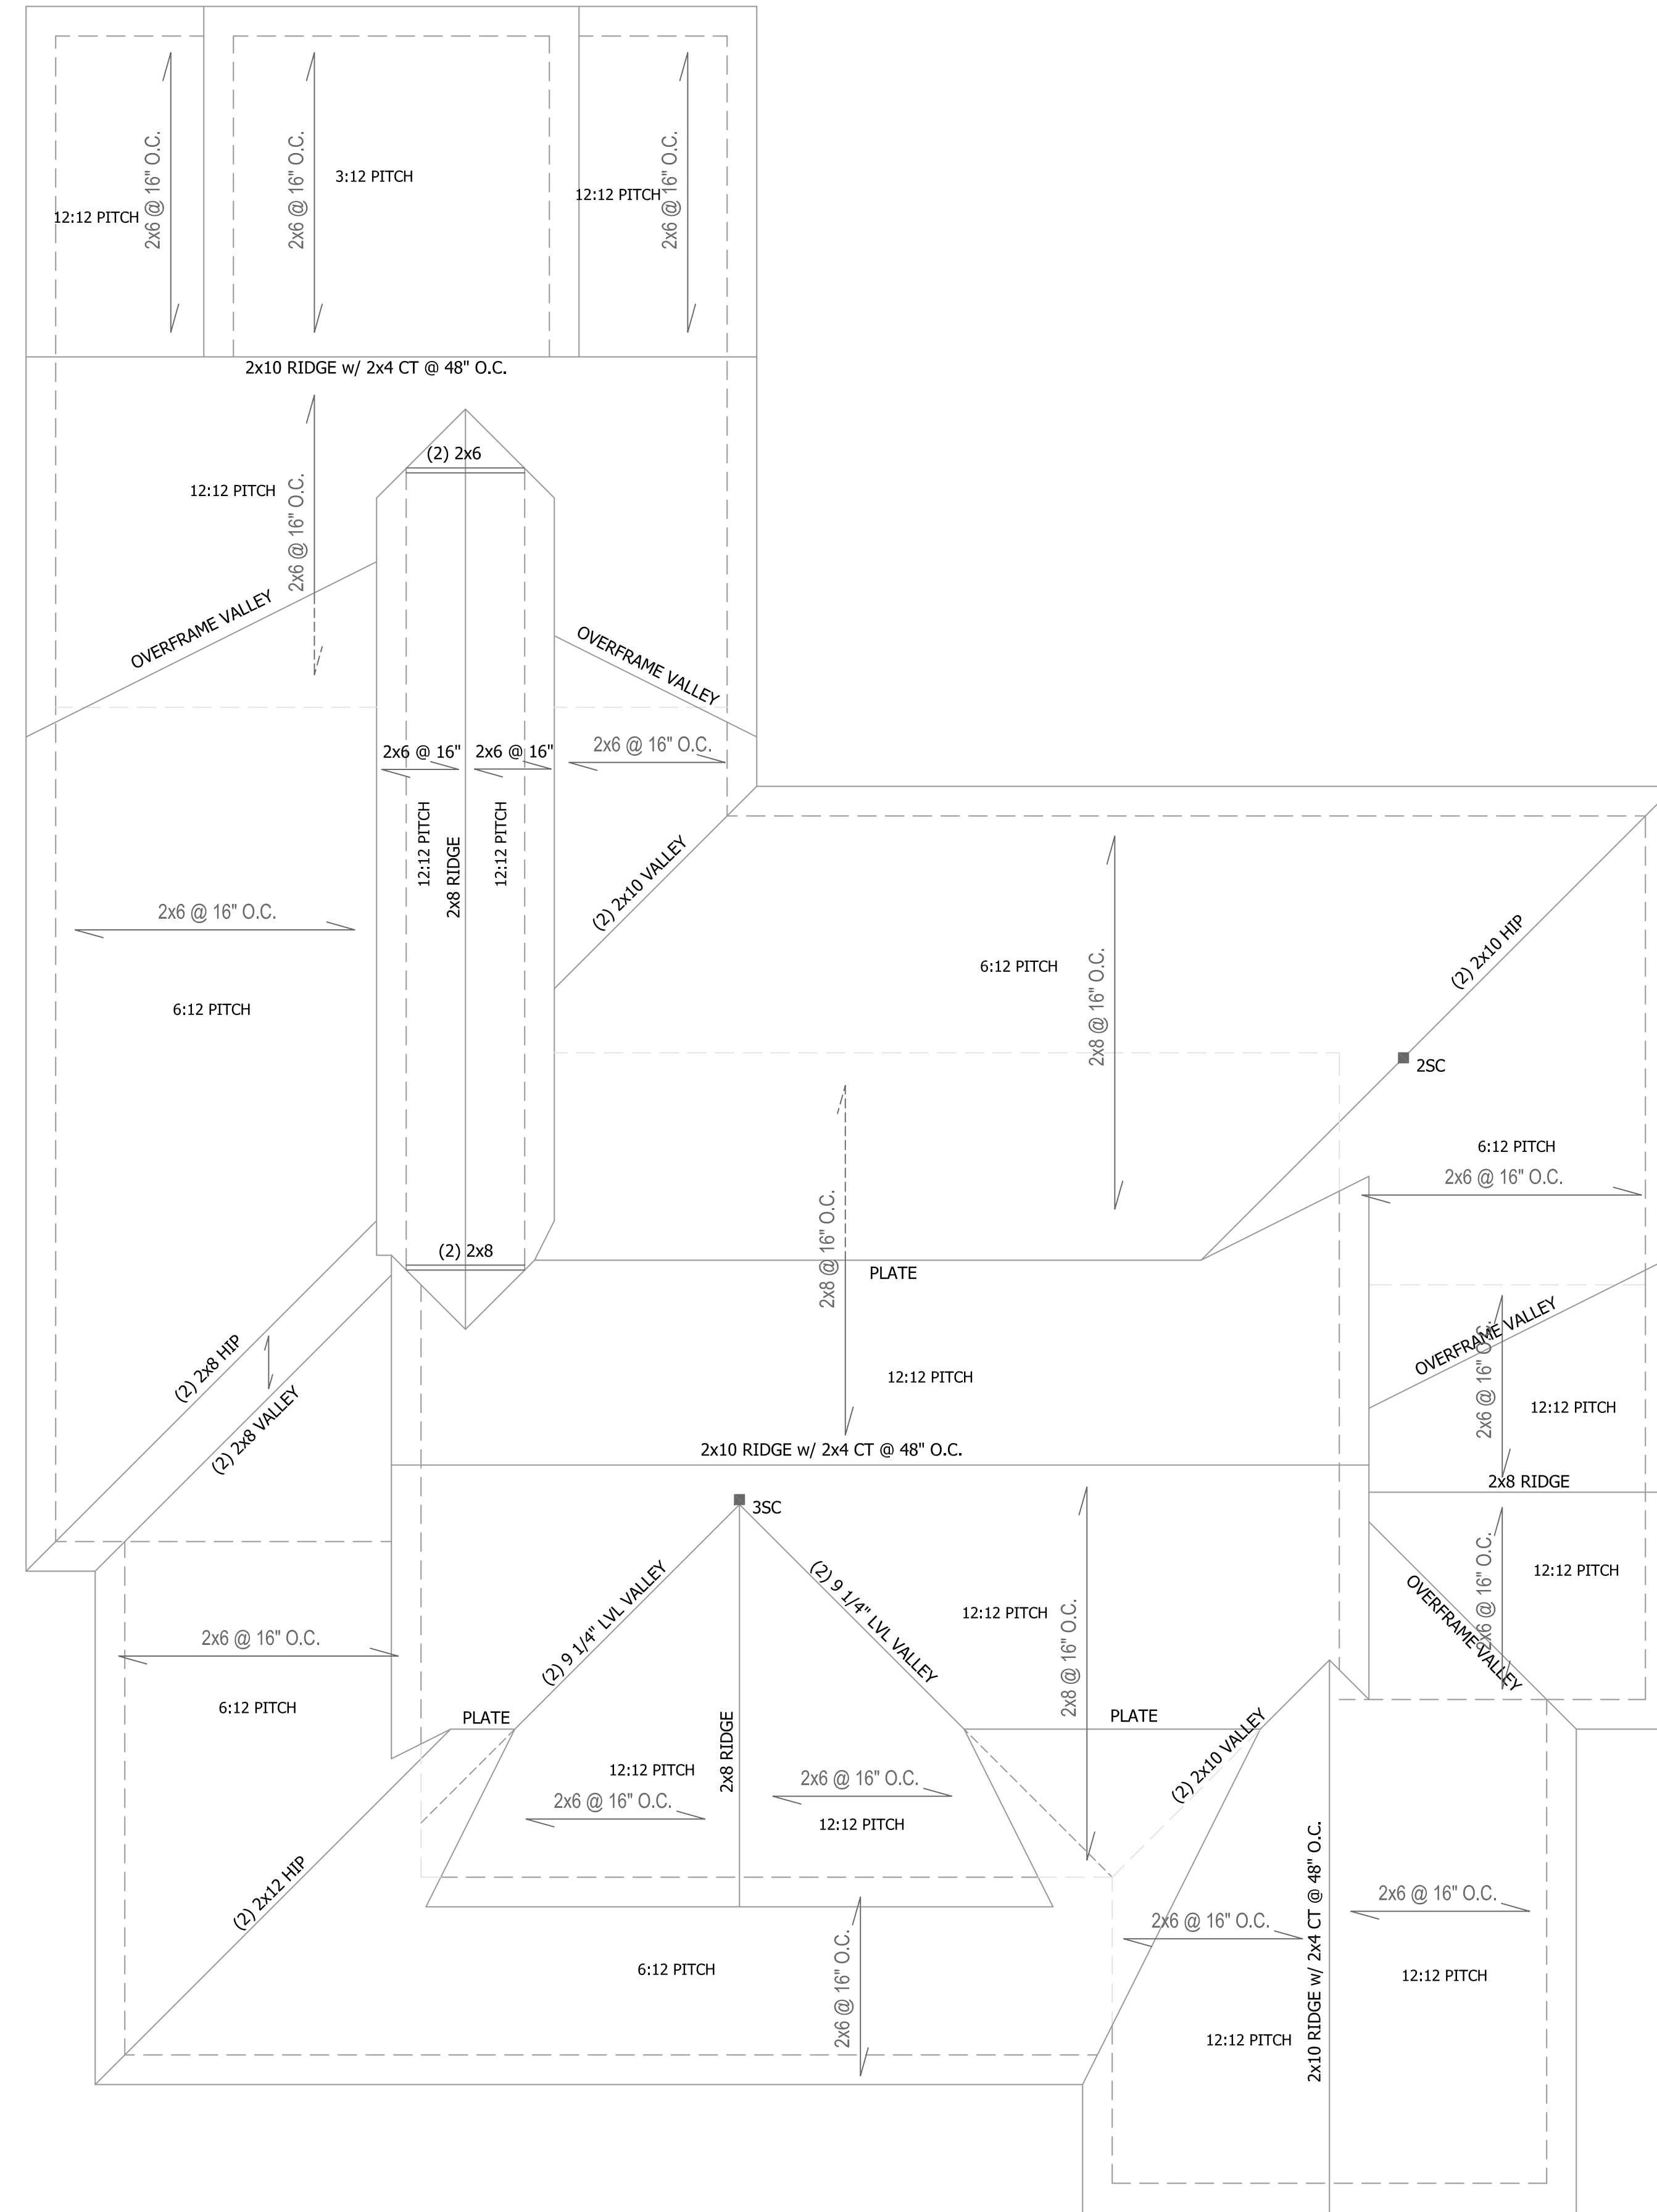 2x6 @ 16" O.C.
2x6 @ 16" O.C.
3:12 PITCH
12:12 PITCH
2x6 @ 16" O.C.
12:12 PITCH
2x10 RIDGE w/ 2x4 CT @ 48" O.C.
(2) 2x6
12:12 PITCH
2x6 @ 16" O.C.
OVERFRAME VALLEY
OVERFRAME VALLEY
2x6 @ 16"
2x6 @ 16"
2x6 @ 16" O.C.
12:12 PITCH
2x8 RIDGE
12:12 PITCH
(2) 2x10 VALLEY
2x6 @ 16" O.C.
6:12 PITCH
6:12 PITCH
2x8 @ 16" O.C.
(2) 2x10 HIP
2SC
6:12 PITCH
2x6 @ 16" O.C.
2x8 @ 16" O.C.
(2) 2x8
PLATE
(2) 2x8 HIP
(2) 2x8 VALLEY
12:12 PITCH
OVERFRAME VALLEY
2x6 @ 16" O.C.
12:12 PITCH
2x10 RIDGE w/ 2x4 CT @ 48" O.C.
2x8 RIDGE
3SC
12:12 PITCH
2x6 @ 16" O.C.
OVERFRAME VALLEY
(2) 9 1/4" LVL VALLEY
(2) 9 1/4" LVL VALLEY
12:12 PITCH
2x8 @ 16" O.C.
2x6 @ 16" O.C.
6:12 PITCH
PLATE
PLATE
2x8 RIDGE
(2) 2x10 VALLEY
12:12 PITCH
2x6 @ 16" O.C.
2x6 @ 16" O.C.
12:12 PITCH
(2) 2x12 HIP
2x6 @ 16" O.C.
2x10 RIDGE w/ 2x4 CT @ 48" O.C.
2x6 @ 16" O.C.
6:12 PITCH
2x6 @ 16" O.C.
12:12 PITCH
12:12 PITCH